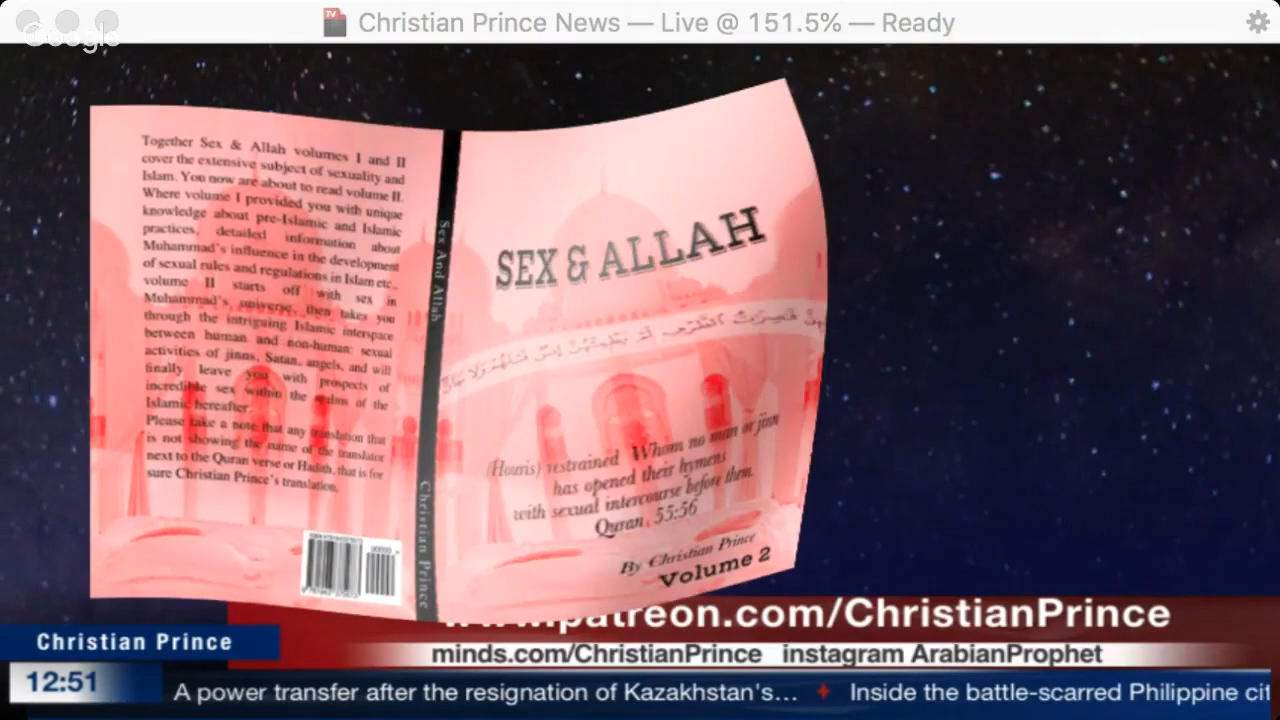 Christian Prince News — Live @ 151.5% — Ready
Google
Together Sex & Allah volumes I and II
cover the extensive subject of sexuality and
Islam. You now are about to read volume II.
Where volume I provided you with unique
knowledge about pre-Islamic and Islamic
practices, detailed information about
Muhammad's influence in the development
of sexual rules and regulations in Islam etc.,
volume II starts off with sex in
Muhammad's universe, then takes you
through the intriguing Islamic interspace
between human and non-human: sexual
activities of jinns, Satan, angels, and will
finally leave you with prospects of
incredible sex within the realms of the
Islamic hereafter.
Please take a note that any translation that
is not showing the name of the translator
next to the Quran verse or Hadith, that is for
sure Christian Prince's translation.
Sex And Allah
Christian Prince
SEX & ALLAH
(Houris) restrained Whom no man or jinn
has opened their hymens
with sexual intercourse before them.
Quran, 55:56
By Christian Prince
Volume 2
www.patreon.com/ChristianPrince
minds.com/ChristianPrince instagram ArabianProphet
Christian Prince
12:51
A power transfer after the resignation of Kazakhstan's... Inside the battle-scarred Philippine cit